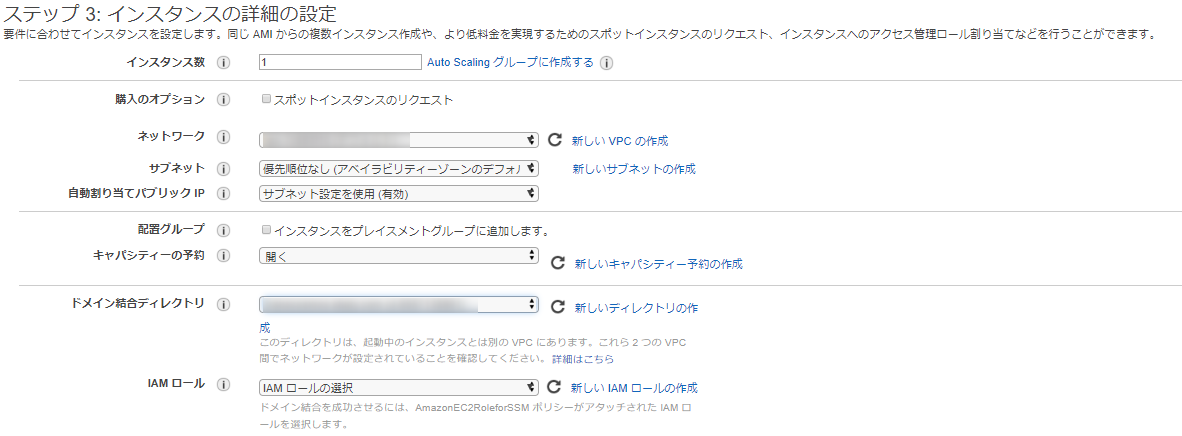 ステップ 3: インスタンスの詳細の設定
要件に合わせてインスタンスを設定します。同じ AMI からの複数インスタンス作成や、より低料金を実現するためのスポットインスタンスのリクエスト、インスタンスへのアクセス管理ロール割り当てなどを行うことができます。
インスタンス数 1 Auto Scaling グループに作成する
購入のオプション スポットインスタンスのリクエスト
ネットワーク 新しい VPC の作成
サブネット 優先順位なし (アベイラビリティーゾーンのデフォル 新しいサブネットの作成
自動割り当てパブリック IP サブネット設定を使用 (有効)
配置グループ インスタンスをプレイスメントグループに追加します。
キャパシティーの予約 開く 新しいキャパシティー予約の作成
ドメイン結合ディレクトリ 新しいディレクトリの作
成
このディレクトリは、起動中のインスタンスとは別の VPC にあります。これら 2 つの VPC
間でネットワークが設定されていることを確認してください。 詳細はこちら
IAM ロール IAM ロールの選択 新しい IAM ロールの作成
ドメイン結合を成功させるには、AmazonEC2RoleforSSM ポリシーがアタッチされた IAM ロ
ールを選択します。